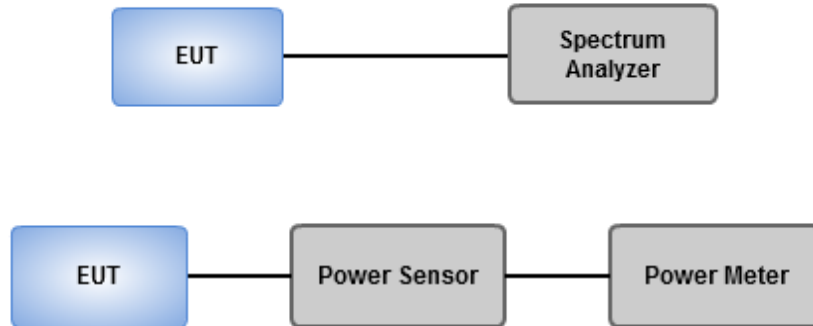 EUT
Spectrum
Analyzer
EUT
Power Sensor
Power Meter